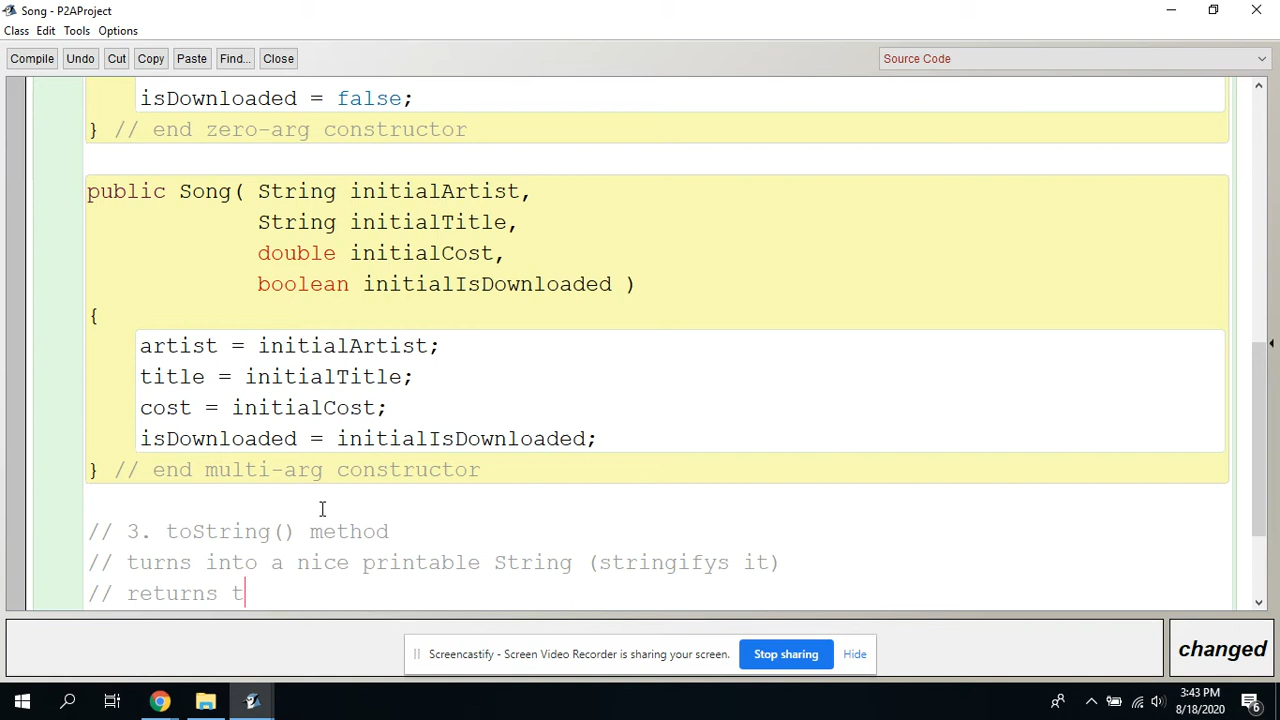 Song - P2AProject
Class Edit Tools Options
Compile Undo Cut Copy Paste Find... Close Source Code
isDownloaded = false;
} // end zero-arg constructor
public Song( String initialArtist,
String initialTitle,
double initialCost,
boolean initialIsDownloaded )
{
artist = initialArtist;
title = initialTitle;
cost = initialCost;
isDownloaded = initialIsDownloaded;
} // end multi-arg constructor
// 3. toString() method
// turns into a nice printable String (stringifys it)
// returns t
Screencastify - Screen Video Recorder is sharing your screen. Stop sharing Hide
changed
3:43 PM
8/18/2020
6